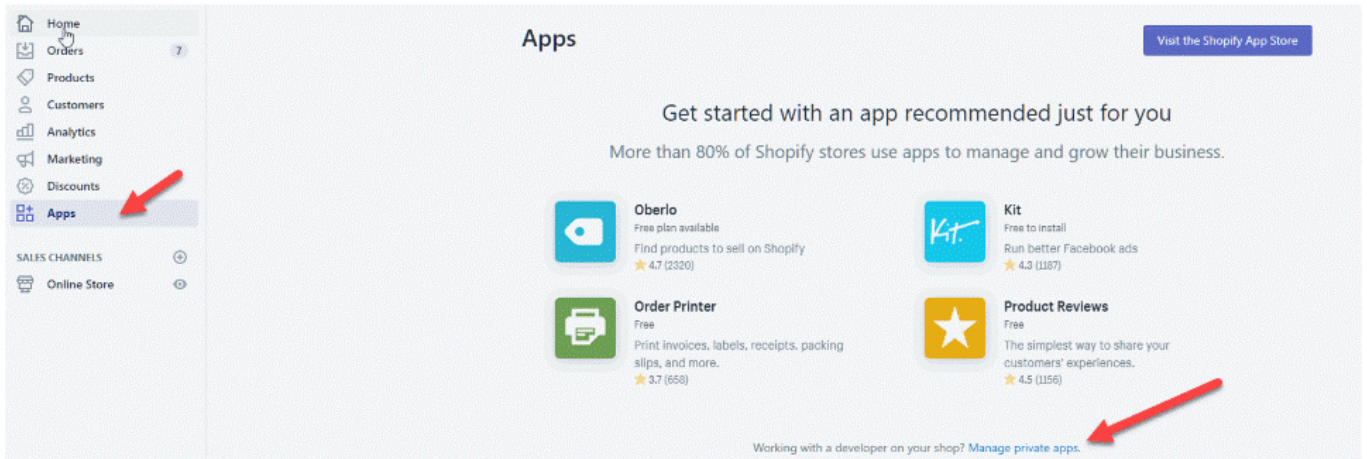 Home
Orders 7
Products
Customers
Analytics
Marketing
Discounts
Apps
SALES CHANNELS
Online Store
Apps
Visit the Shopify App Store
Get started with an app recommended just for you
More than 80% of Shopify stores use apps to manage and grow their business.
Oberlo
Free plan available
Find products to sell on Shopify
4.7 (2320)
Kit.
Kit
Free to install
Run better Facebook ads
4.3 (1187)
Order Printer
Free
Print invoices, labels, receipts, packing
slips, and more.
3.7 (658)
Product Reviews
Free
The simplest way to share your
customers' experiences.
4.5 (1156)
Working with a developer on your shop? Manage private apps.